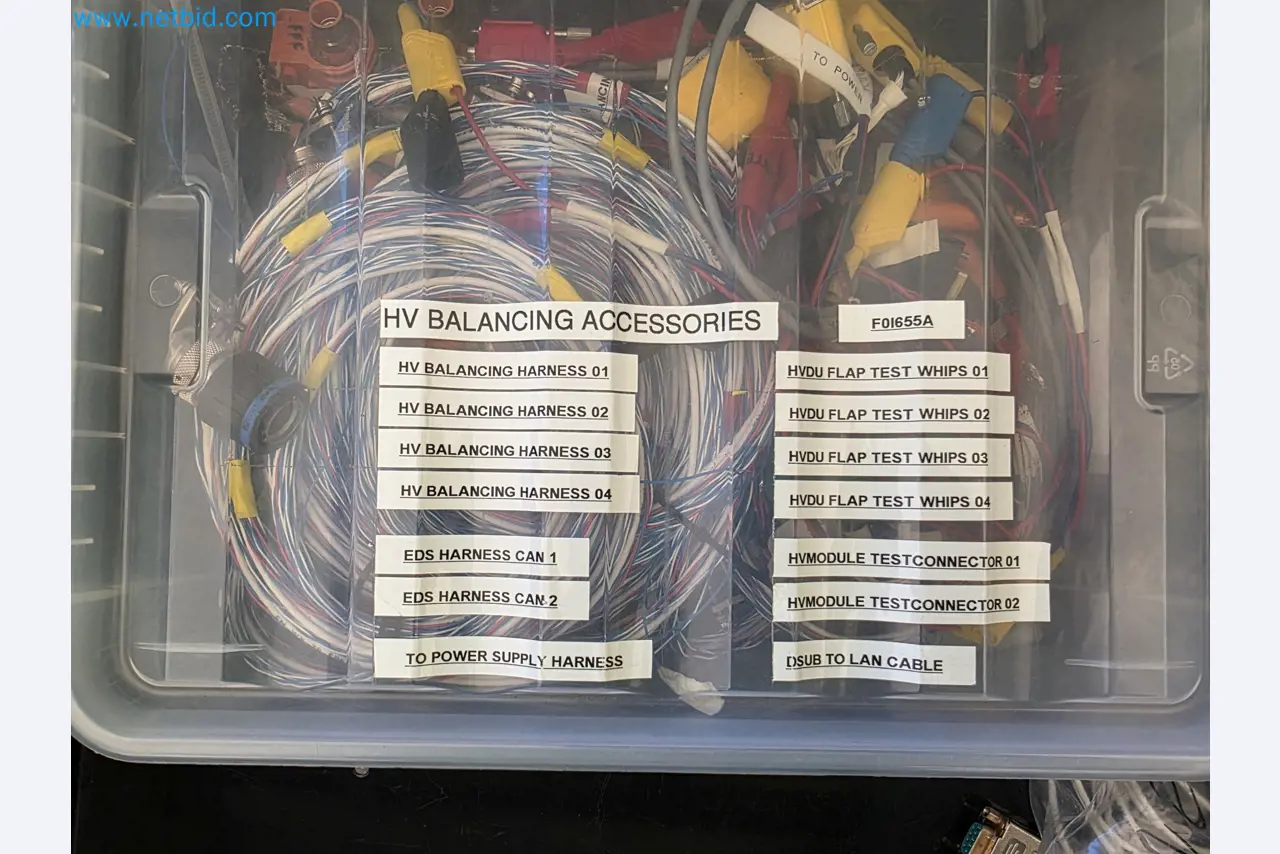 www.netbid.com
TO POWER
HV BALANCING ACCESSORIES
F0I655A
HV BALANCING HARNESS 01
HV BALANCING HARNESS 02
HV BALANCING HARNESS 03
HV BALANCING HARNESS 04
EDS HARNESS CAN 1
EDS HARNESS CAN 2
TO POWER SUPPLY HARNESS
HVDU FLAP TEST WHIPS 01
HVDU FLAP TEST WHIPS 02
HVDU FLAP TEST WHIPS 03
HVDU FLAP TEST WHIPS 04
HVMODULE TESTCONNECTOR 01
HVMODULE TESTCONNECTOR 02
DSUB TO LAN CABLE